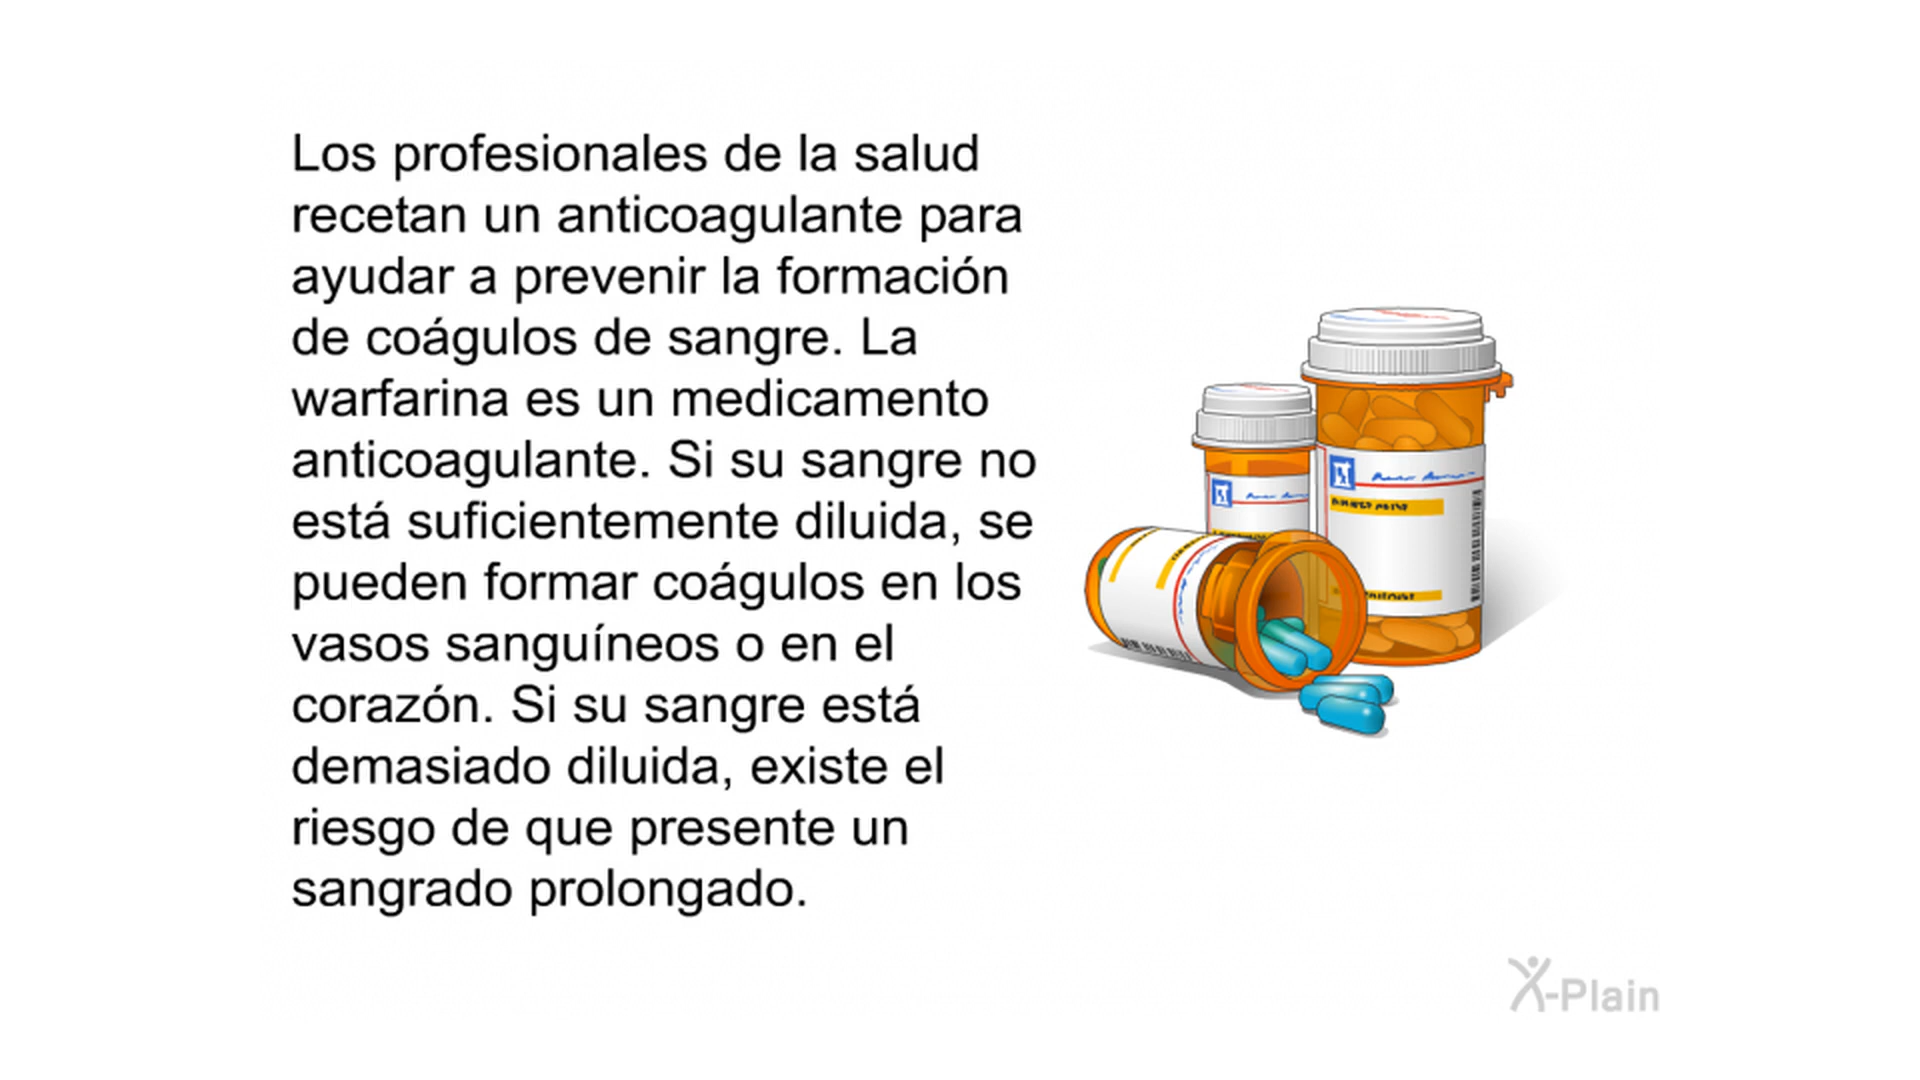 Los profesionales de la salud
recetan un anticoagulante para
ayudar a prevenir la formación
de coágulos de sangre. La
warfarina es un medicamento
anticoagulante. Si su sangre no
está suficientemente diluida, se
pueden formar coágulos en los
vasos sanguíneos o en el
corazón. Si su sangre está
demasiado diluida, existe el
riesgo de que presente un
sangrado prolongado.
X-Plain